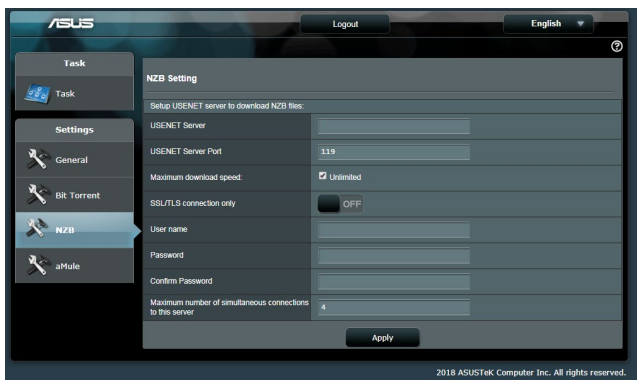 ASUS
Logout
English
Task
Task
Settings
General
Bit Torrent
NZB
aMule
NZB Setting
Setup USENET server to download NZB files:
USENET Server
USENET Server Port
119
Maximum download speed:
Unlimited
SSL/TLS connection only
OFF
User name
Password
Confirm Password
Maximum number of simultaneous connections
to this server
4
Apply
2018 ASUSTeK Computer Inc. All rights reserved.